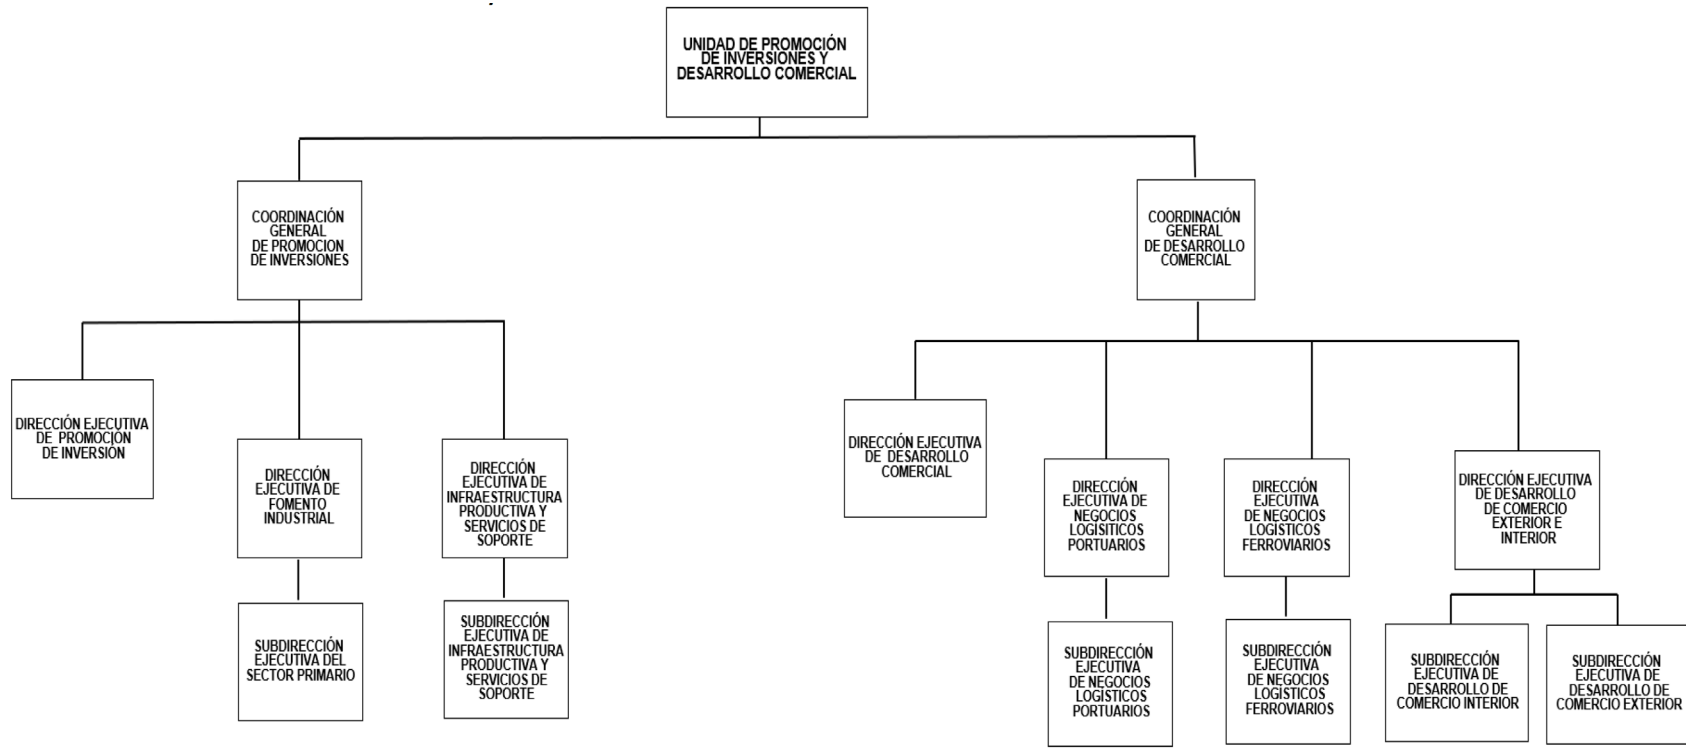 UNIDAD DE PROMOCIÓN
DE INVERSIONES Y
DESARROLLO COMERCIAL
COORDINACIÓN
GENERAL
DE PROMOCION
DE INVERSIONES
COORDINACIÓN
GENERAL
DE DESARROLLO
COMERCIAL
DIRECCIÓN EJECUTIVA
DE PROMOCIÓN
DE INVERSIÓN
DIRECCIÓN
EJECUTIVA DE
FOMENTO
INDUSTRIAL
DIRECCIÓN
EJECUTIVA DE
INFRAESTRUCTURA
PRODUCTIVA Y
SERVICIOS DE
SOPORTE
DIRECCIÓN EJECUTIVA
DE DESARROLLO
COMERCIAL
DIRECCIÓN
EJECUTIVA DE
NEGOCIOS
LOGÍSITICOS
PORTUARIOS
DIRECCIÓN
EJECUTIVA
DE NEGOCIOS
LOGÍSTICOS
FERROVIARIOS
DIRECCIÓN EJECUTIVA
DE DESARROLLO
DE COMERCIO
EXTERIOR E
INTERIOR
SUBDIRECCIÓN
EJECUTIVA DEL
SECTOR PRIMARIO
SUBDIRECCIÓN
EJECUTIVA DE
INFRAESTRUCTURA
PRODUCTIVA Y
SERVICIOS DE
SOPORTE
SUBDIRECCIÓN
EJECUTIVA
DE NEGOCIOS
LOGÍSTICOS
PORTUARIOS
SUBDIRECCIÓN
EJECUTIVA
DE NEGOCIOS
LOGÍSTICOS
FERROVIARIOS
SUBDIRECCIÓN
EJECUTIVA DE
DESARROLLO DE
COMERCIO INTERIOR
SUBDIRECCIÓN
EJECUTIVA DE
DESARROLLO DE
COMERCIO EXTERIOR